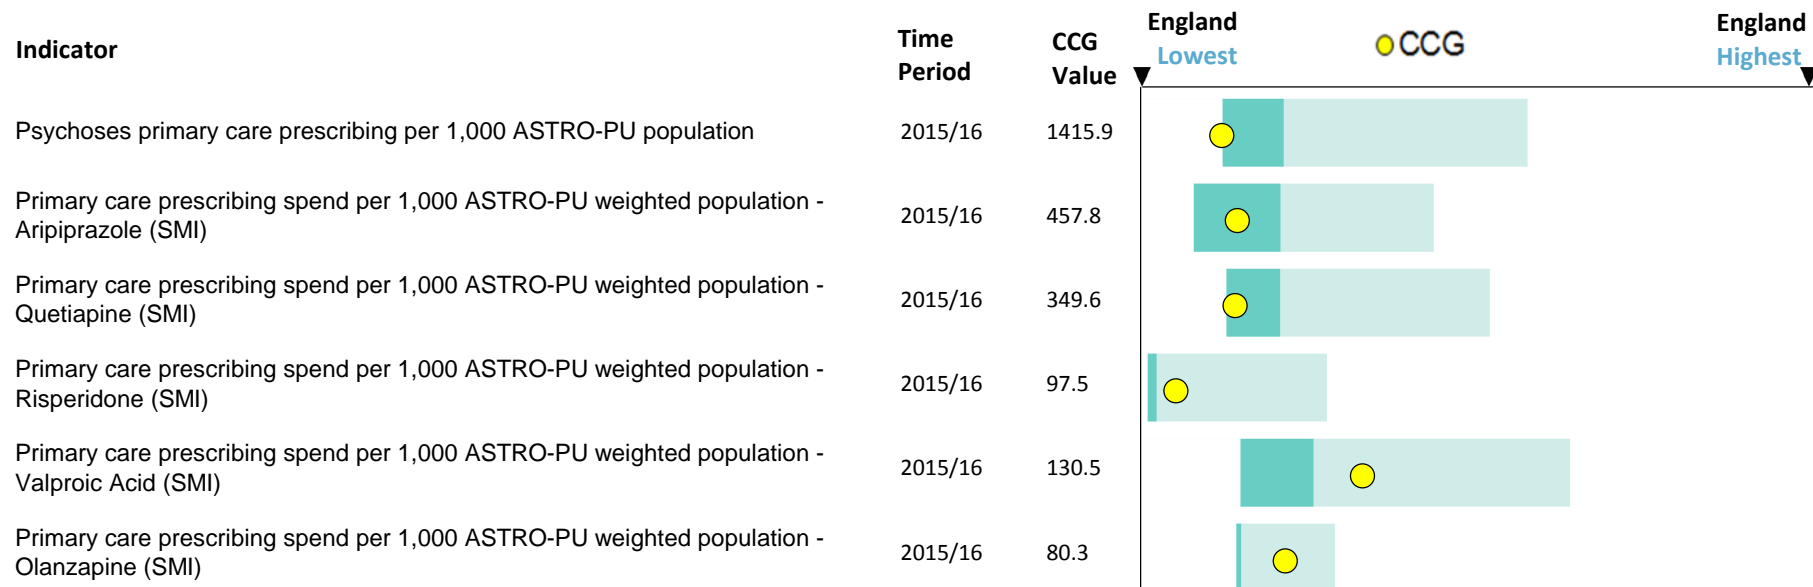 Indicator
Time
Period
CCG
Value
England
Lowest
CCG
England
Highest
Psychoses primary care prescribing per 1,000 ASTRO-PU population
2015/16
1415.9
Primary care prescribing spend per 1,000 ASTRO-PU weighted population -
Aripiprazole (SMI)
2015/16
457.8
Primary care prescribing spend per 1,000 ASTRO-PU weighted population -
Quetiapine (SMI)
2015/16
349.6
Primary care prescribing spend per 1,000 ASTRO-PU weighted population -
Risperidone (SMI)
2015/16
97.5
Primary care prescribing spend per 1,000 ASTRO-PU weighted population -
Valproic Acid (SMI)
2015/16
130.5
Primary care prescribing spend per 1,000 ASTRO-PU weighted population -
Olanzapine (SMI)
2015/16
80.3